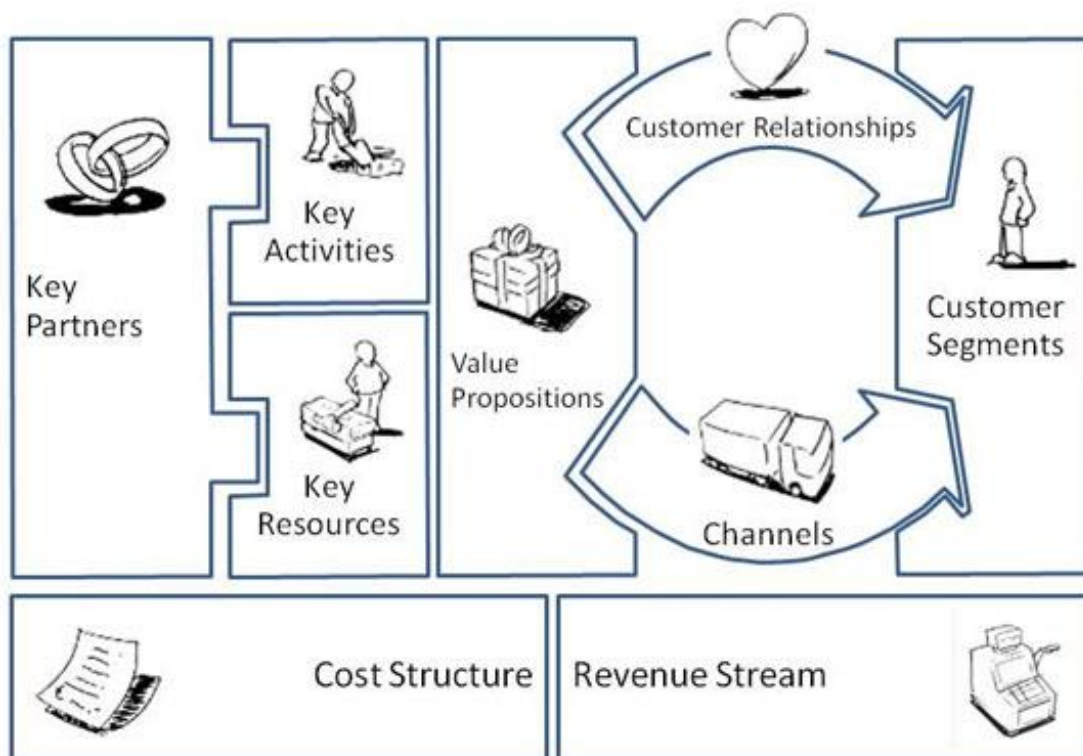 Key
Partners
Key
Activities
Key
Resources
Value
Propositions
Customer Relationships
Channels
Customer
Segments
Cost Structure
Revenue Stream